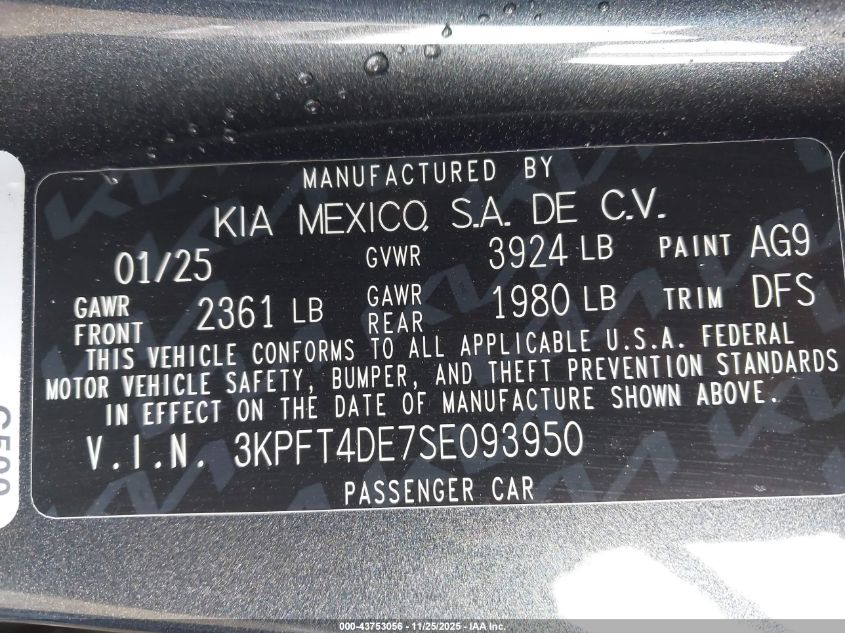 MANUFACTURED BY
KIA MEXICO, S.A. DE C.V.
01/25 GVWR 3924 LB PAINT AG9
GAWR FRONT 2361 LB GAWR REAR 1980 LB TRIM DFS
THIS VEHICLE CONFORMS TO ALL APPLICABLE U.S.A. FEDERAL
MOTOR VEHICLE SAFETY, BUMPER, AND THEFT PREVENTION STANDARDS
IN EFFECT ON THE DATE OF MANUFACTURE SHOWN ABOVE.
V.I.N. 3KPFT4DE7SE093950
PASSENGER CAR
000-43753056 - 11/25/2025 - IAA Inc.